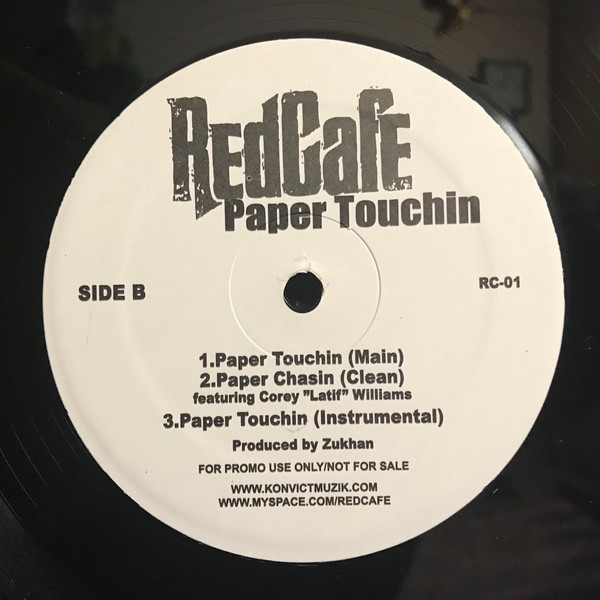 RedCafe
Paper Touchin
SIDE B
RC-01
1.Paper Touchin (Main)
2.Paper Chasin (Clean)
featuring Corey "Latif" Williams
3.Paper Touchin (Instrumental)
Produced by Zukhan
FOR PROMO USE ONLY/NOT FOR SALE
WWW.KONVICTMUZIK.COM
WWW.MYSPACE.COM/REDCAFE